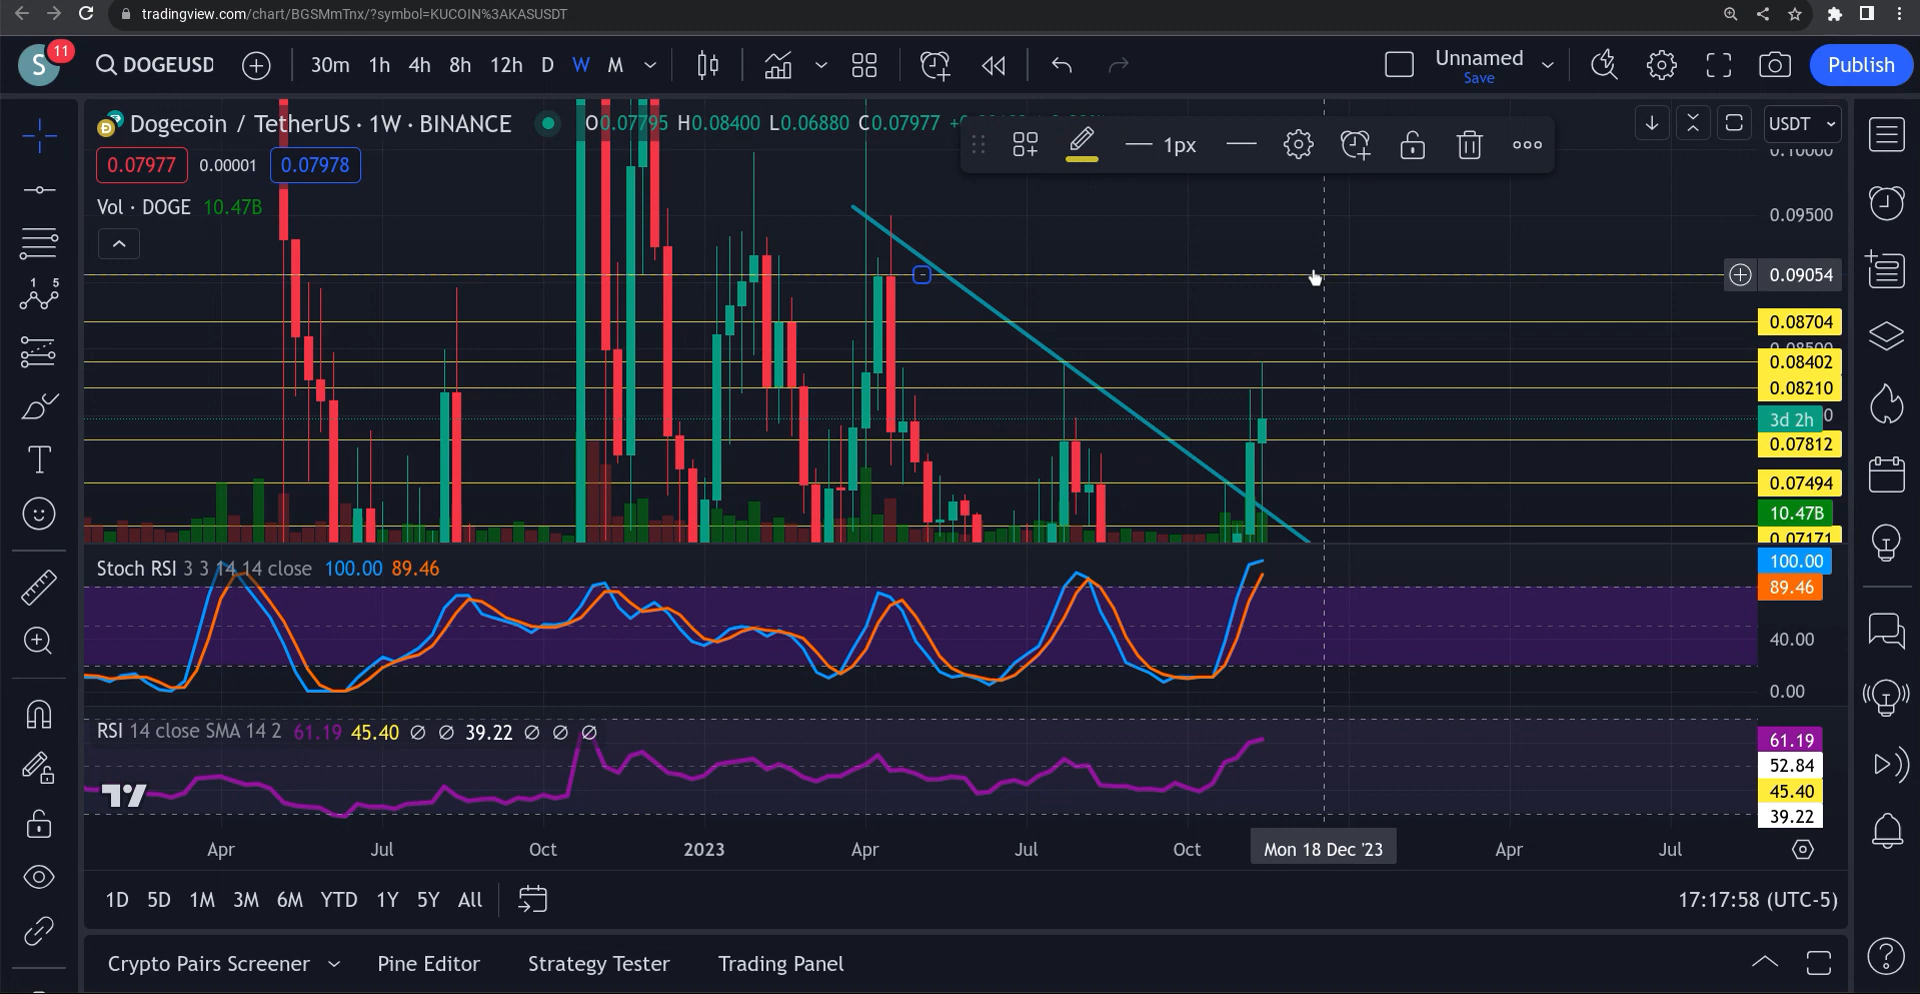 tradingview.com/chart/BGSMmTnx/?symbol=KUCOIN%3AKASUSDT
S 11 DOGEUSD 30m 1h 4h 8h 12h D W M Unnamed Save Publish
Dogecoin / TetherUS · 1W · BINANCE O0.07795 H0.08400 L0.06880 C0.07977
USDT
1px
0.07977 0.00001 0.07978
0.10000
Vol · DOGE 10.47B
0.09500
0.09054
0.08704
0.08500
0.08402
0.08210
3d 2h
0.07812
0.07494
10.47B
0.07171
Stoch RSI 3 3 14 14 close 100.00 89.46
100.00
89.46
40.00
0.00
RSI 14 close SMA 14 2 61.19 45.40 ∅ ∅ 39.22 ∅ ∅ ∅
61.19
52.84
45.40
39.22
Apr Jul Oct 2023 Apr Jul Oct Mon 18 Dec '23 Apr Jul
1D 5D 1M 3M 6M YTD 1Y 5Y All 17:17:58 (UTC-5)
Crypto Pairs Screener Pine Editor Strategy Tester Trading Panel